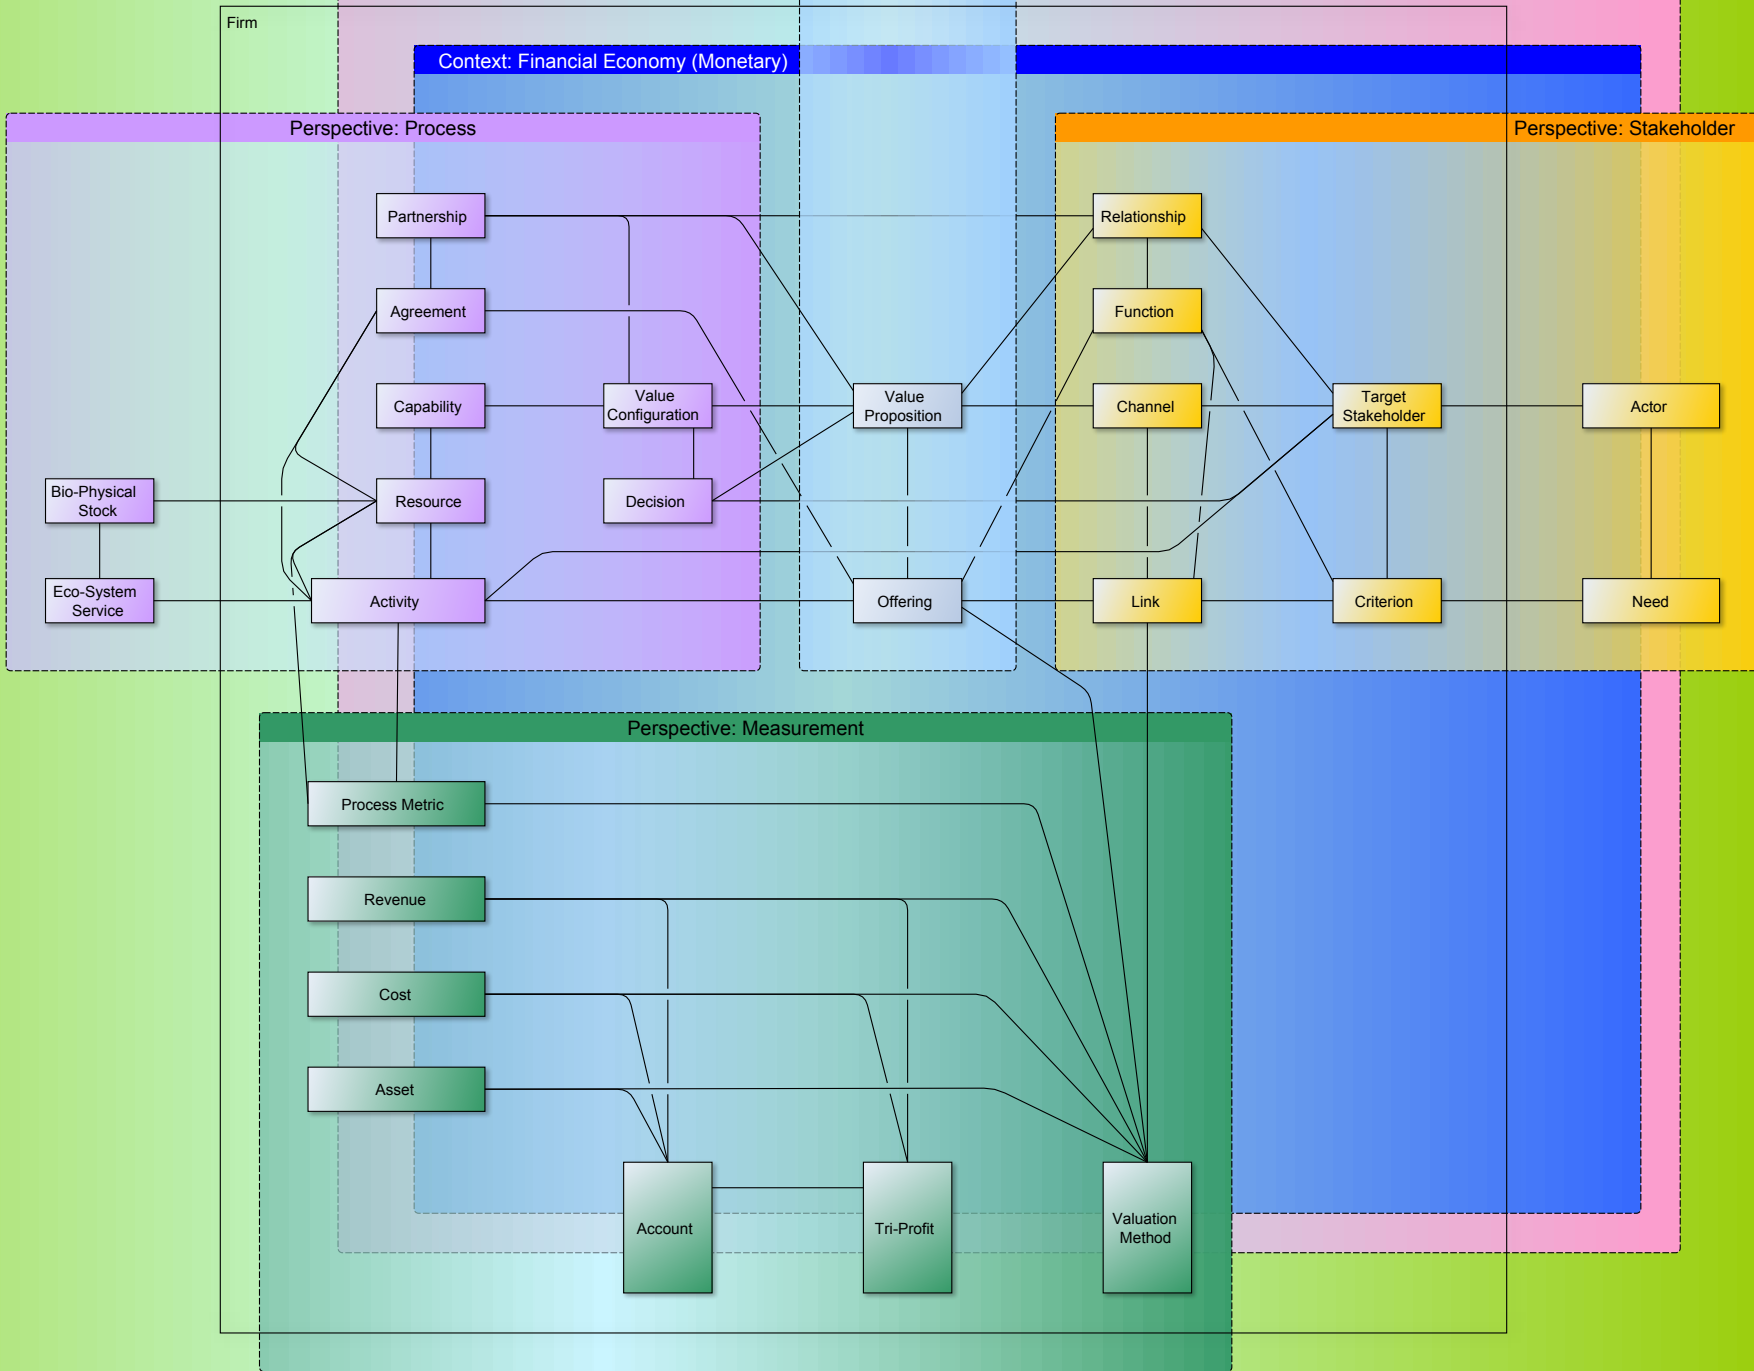 Firm
Context: Financial Economy (Monetary)
Perspective: Process
Perspective: Stakeholder
Partnership
Relationship
Agreement
Function
Capability
Value
Configuration
Value
Proposition
Channel
Target
Stakeholder
Actor
Bio-Physical
Stock
Resource
Decision
Eco-System
Service
Activity
Offering
Link
Criterion
Need
Perspective: Measurement
Process Metric
Revenue
Cost
Asset
Account
Tri-Profit
Valuation
Method